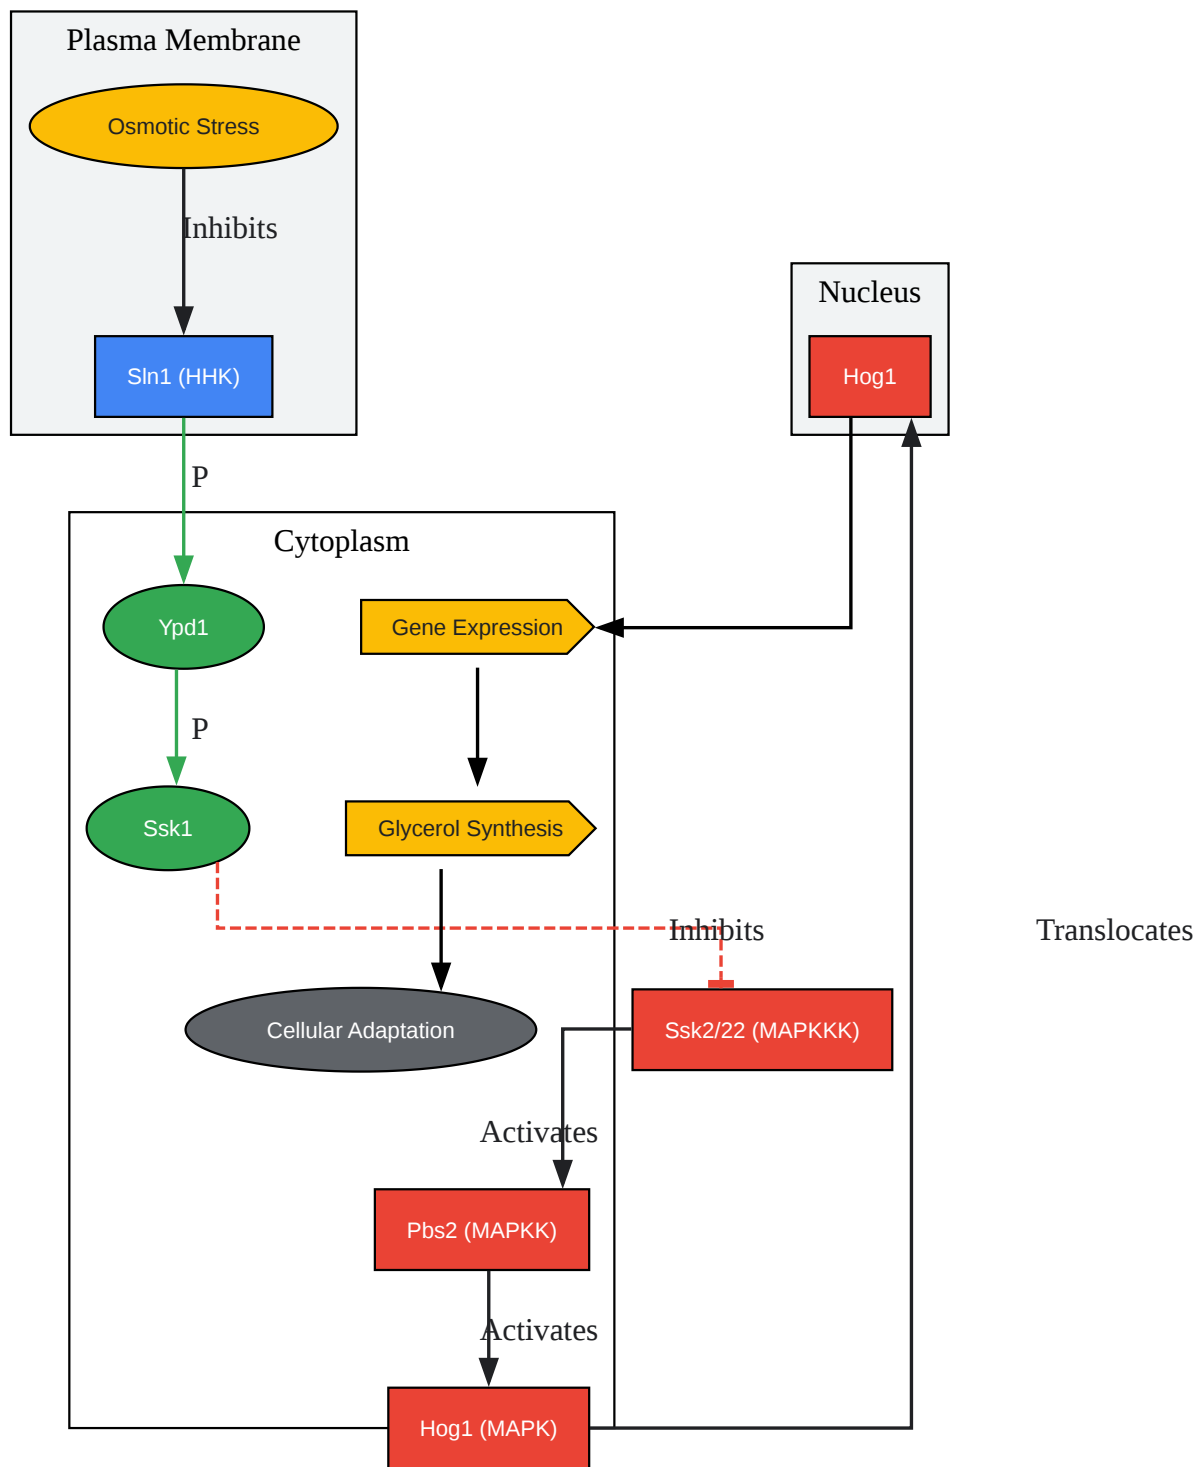 Plasma Membrane
Osmotic Stress
Inhibits
Sln1 (HHK)
P
Nucleus
Hog1
Cytoplasm
Ypd1
Gene Expression
P
Ssk1
Glycerol Synthesis
Inhibits
Translocates
Cellular Adaptation
Ssk2/22 (MAPKKK)
Activates
Pbs2 (MAPKK)
Activates
Hog1 (MAPK)